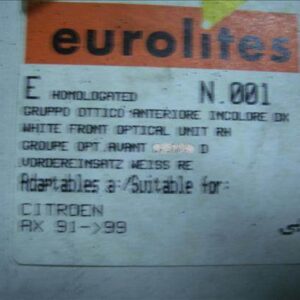 eurolites
E HOMOLOGATED N.001
GRUPPO OTTICO ANTERIORE INCOLORE DX
WHITE FRONT OPTICAL UNIT RH
GROUPE OPT.AVANT D
VORDEREINSATZ WEISS RE
Adaptables a:/Suitable for:
CITROEN
AX 91->99